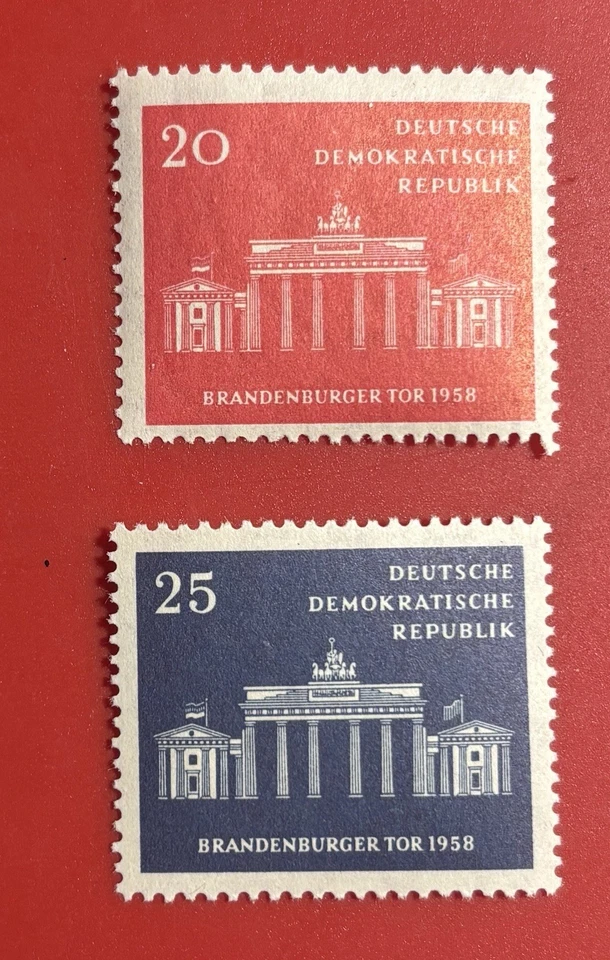 20
DEUTSCHE
DEMOKRATISCHE
REPUBLIK
BRANDENBURGER TOR 1958
25
DEUTSCHE
DEMOKRATISCHE
REPUBLIK
BRANDENBURGER TOR 1958